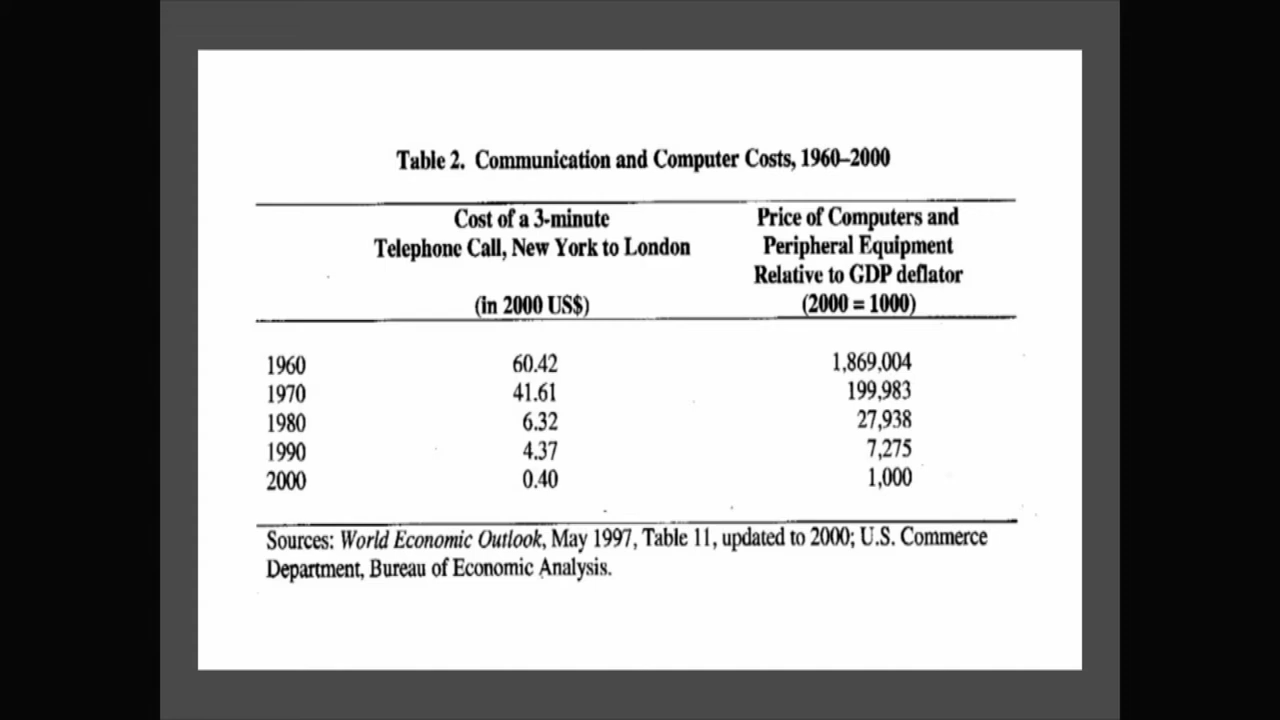 Table 2. Communication and Computer Costs, 1960–2000
Cost of a 3-minute
Telephone Call, New York to London
(in 2000 US$)
Price of Computers and
Peripheral Equipment
Relative to GDP deflator
(2000 = 1000)
1960 60.42 1,869,004
1970 41.61 199,983
1980 6.32 27,938
1990 4.37 7,275
2000 0.40 1,000
Sources: World Economic Outlook, May 1997, Table 11, updated to 2000; U.S. Commerce
Department, Bureau of Economic Analysis.